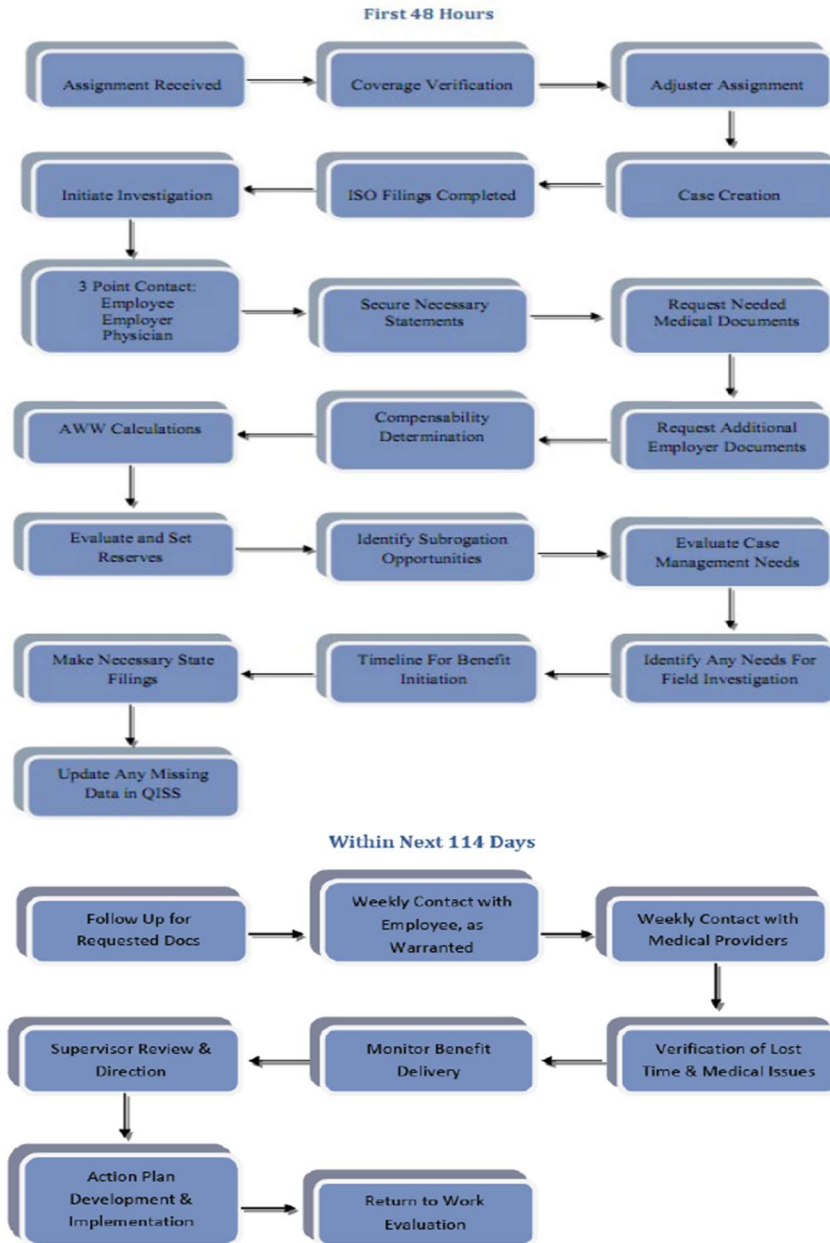 First 48 Hours
Assignment Received
Coverage Verification
Adjuster Assignment
Initiate Investigation
ISO Filings Completed
Case Creation
3 Point Contact:
Employee
Employer
Physician
Secure Necessary
Statements
Request Needed
Medical Documents
AWW Calculations
Compensability
Determination
Request Additional
Employer Documents
Evaluate and Set
Reserves
Identify Subrogation
Opportunities
Evaluate Case
Management Needs
Make Necessary State
Filings
Timeline For Benefit
Initiation
Identify Any Needs For
Field Investigation
Update Any Missing
Data in QISS
Within Next 114 Days
Follow Up for
Requested Docs
Weekly Contact with
Employee, as
Warranted
Weekly Contact with
Medical Providers
Supervisor Review &
Direction
Monitor Benefit
Delivery
Verification of Lost
Time & Medical Issues
Action Plan
Development &
Implementation
Return to Work
Evaluation